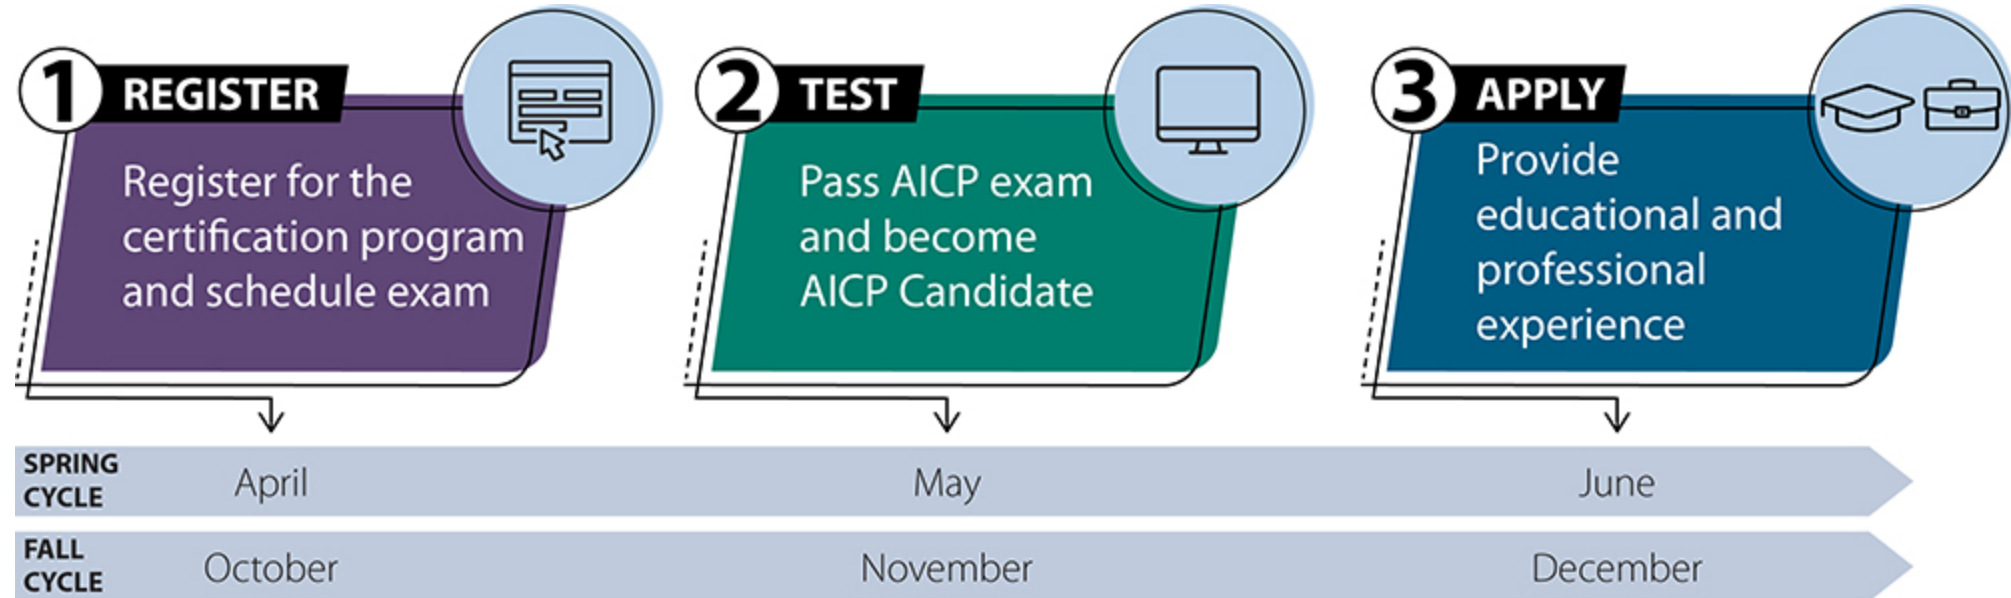 1 REGISTER
Register for the
certification program
and schedule exam
2 TEST
Pass AICP exam
and become
AICP Candidate
3 APPLY
Provide
educational and
professional
experience
SPRING
CYCLE
April
May
June
FALL
CYCLE
October
November
December